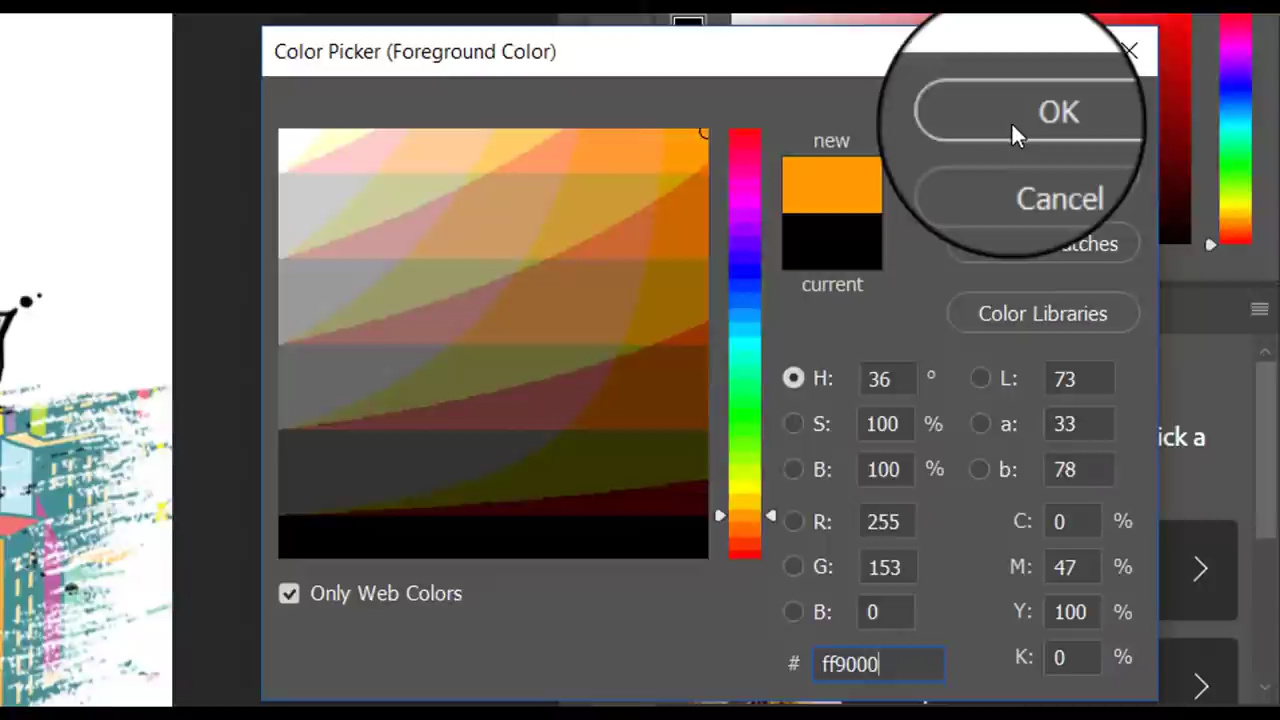 Color Picker (Foreground Color)
OK
new
Cancel
atches
current
Color Libraries
H: 36 ° L: 73
S: 100 % a: 33
B: 100 % b: 78
R: 255 C: 0 %
G: 153 M: 47 %
B: 0 Y: 100 %
# ff9000 K: 0 %
Only Web Colors
ick a